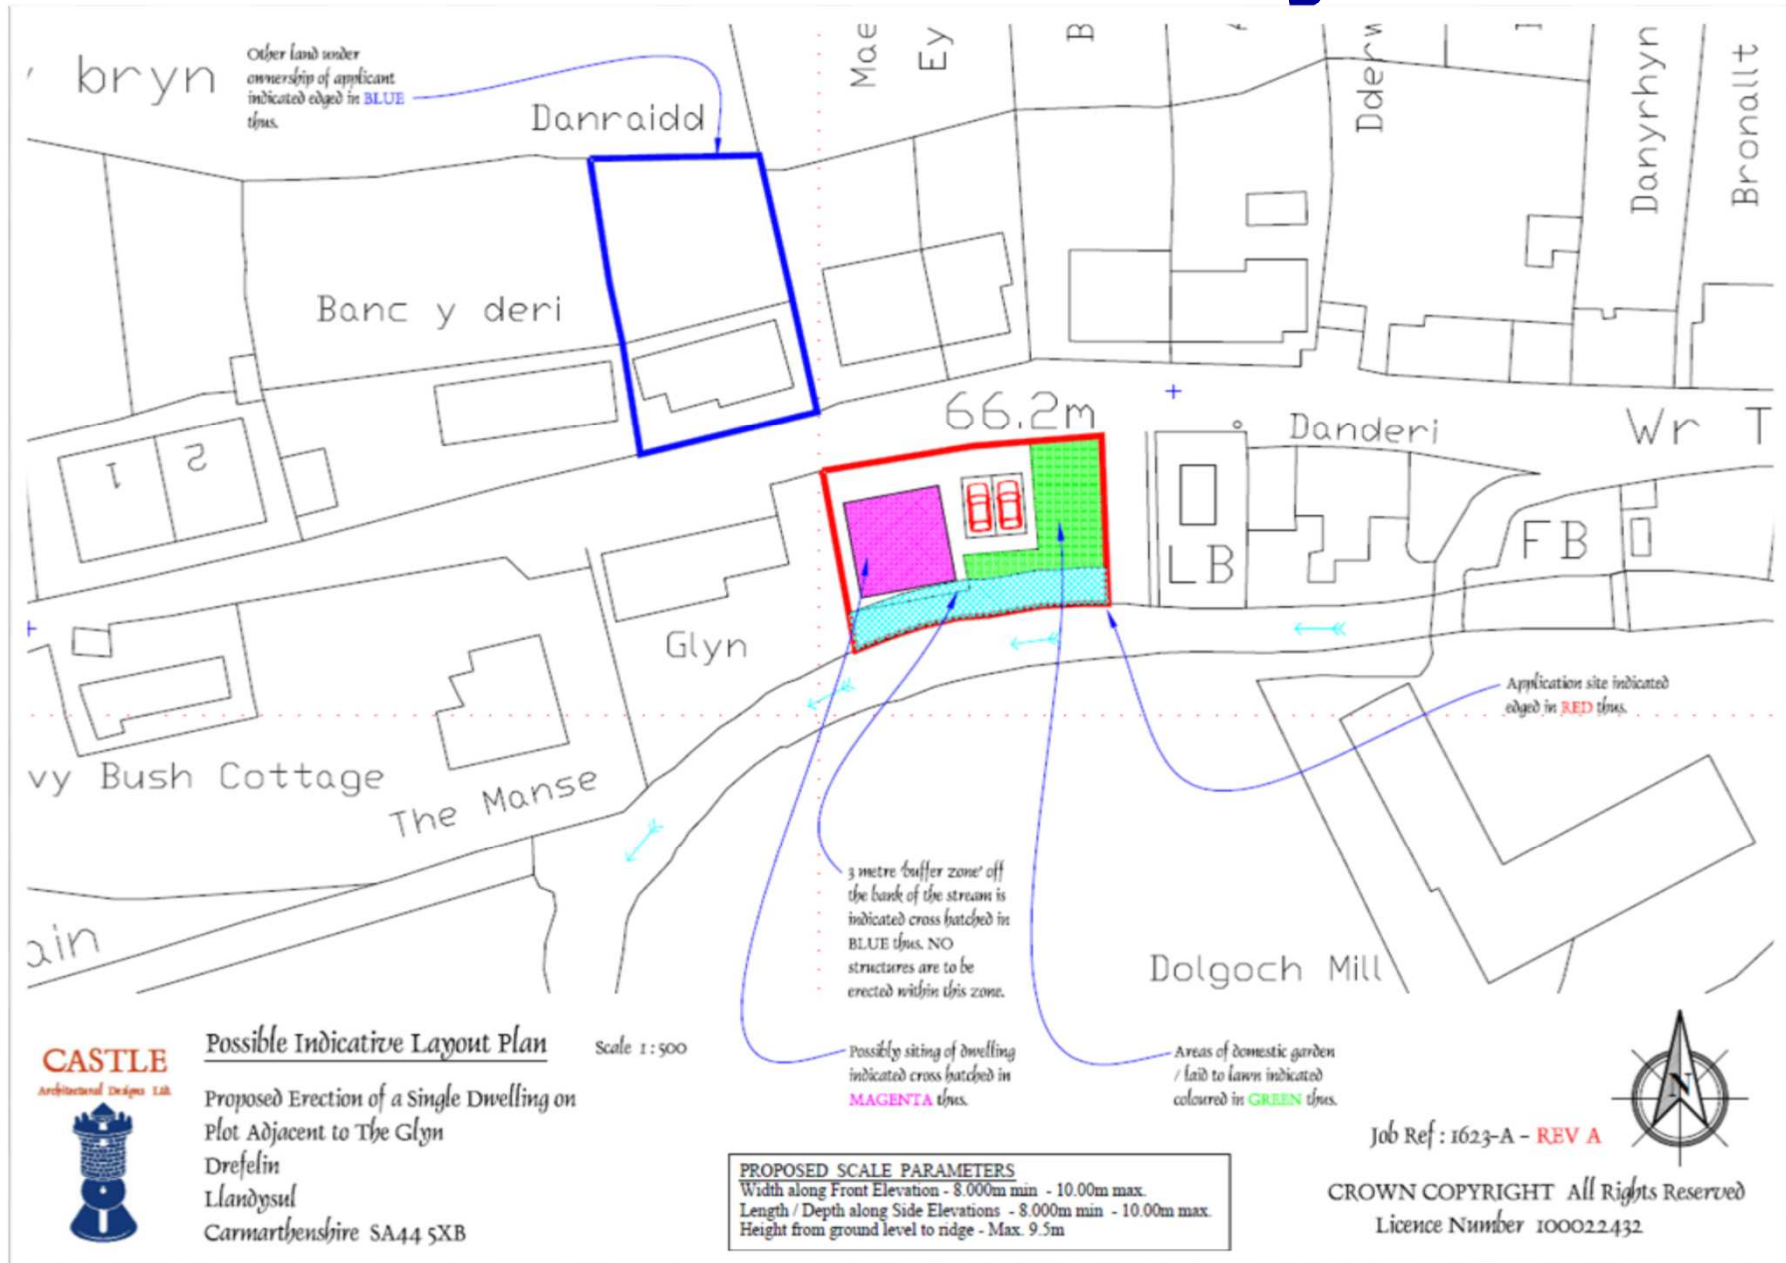 bryn
Other land under
ownership of applicant
indicated edged in BLUE
thus.
Danraidd
Mae
Ey
B
Dderw
Danyrhyn
Bronallt
Banc y deri
66.2m
Danderi
Wr T
1
2
LB
FB
Glyn
Application site indicated
edged in RED thus.
vy Bush Cottage
The Manse
3 metre 'buffer zone' off
the bank of the stream is
indicated cross hatched in
BLUE thus. NO
structures are to be
erected within this zone.
ain
Dolgoch Mill
CASTLE
Architectural Designs Ltd.
Possible Indicative Layout Plan
Scale 1:500
Proposed Erection of a Single Dwelling on
Plot Adjacent to The Glyn
Drefelin
Llandysul
Carmarthenshire SA44 5XB
Possibly siting of dwelling
indicated cross hatched in
MAGENTA thus.
Areas of domestic garden
/ laid to lawn indicated
coloured in GREEN thus.
N
Job Ref : 1623-A - REV A
PROPOSED SCALE PARAMETERS
Width along Front Elevation - 8.000m min - 10.00m max.
Length / Depth along Side Elevations - 8.000m min - 10.00m max.
Height from ground level to ridge - Max. 9.5m
CROWN COPYRIGHT All Rights Reserved
Licence Number 100022432